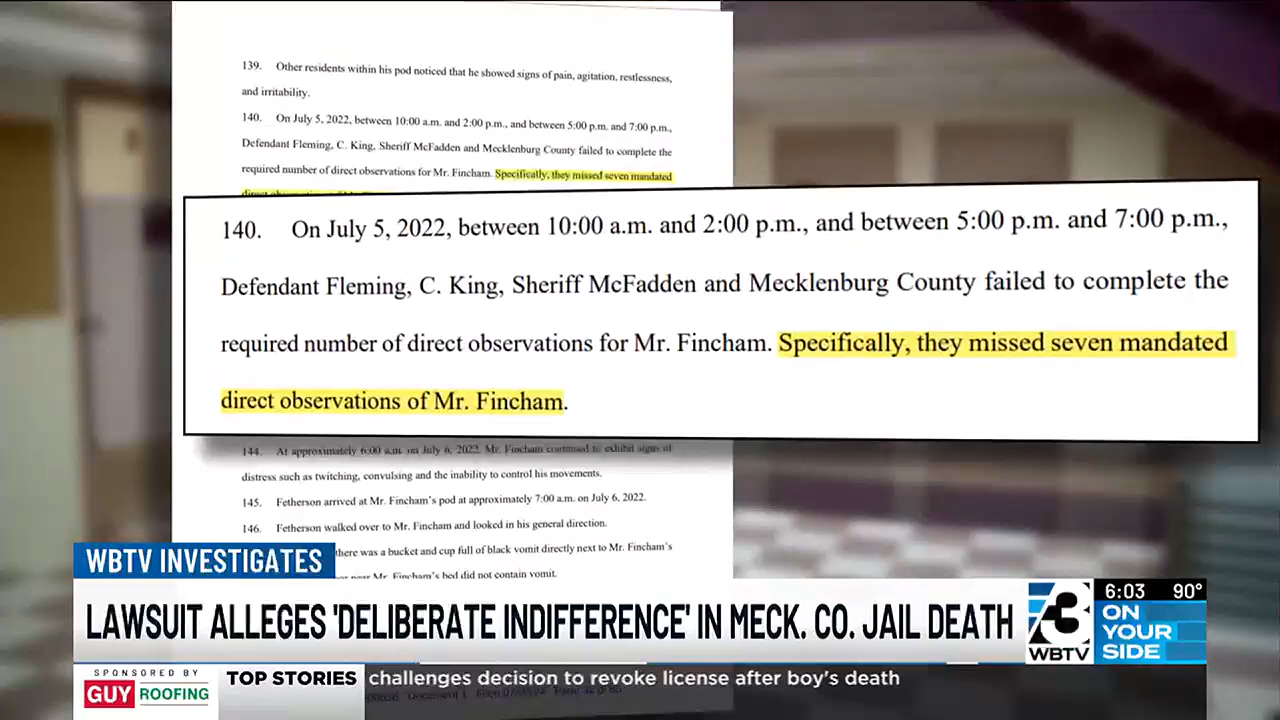 139. Other residents within his pod noticed that he showed signs of pain, agitation, restlessness,
and irritability.
140. On July 5, 2022, between 10:00 a.m. and 2:00 p.m., and between 5:00 p.m. and 7:00 p.m.,
Defendant Fleming, C. King, Sheriff McFadden and Mecklenburg County failed to complete the
required number of direct observations for Mr. Fincham. Specifically, they missed seven mandated
140. On July 5, 2022, between 10:00 a.m. and 2:00 p.m., and between 5:00 p.m. and 7:00 p.m.,
Defendant Fleming, C. King, Sheriff McFadden and Mecklenburg County failed to complete the
required number of direct observations for Mr. Fincham. Specifically, they missed seven mandated
direct observations of Mr. Fincham.
144. At approximately 6:00 a.m. on July 6, 2022, Mr. Fincham continued to exhibit signs of
distress such as twitching, convulsing and the inability to control his movements.
145. Fetherson arrived at Mr. Fincham's pod at approximately 7:00 a.m. on July 6, 2022.
146. Fetherson walked over to Mr. Fincham and looked in his general direction.
there was a bucket and cup full of black vomit directly next to Mr. Fincham's
near Mr. Fincham's bed did not contain vomit.
WBTV INVESTIGATES
LAWSUIT ALLEGES 'DELIBERATE INDIFFERENCE' IN MECK. CO. JAIL DEATH
3
WBTV
6:03 90°
ON
YOUR
SIDE
SPONSORED BY
GUY ROOFING
TOP STORIES
challenges decision to revoke license after boy's death